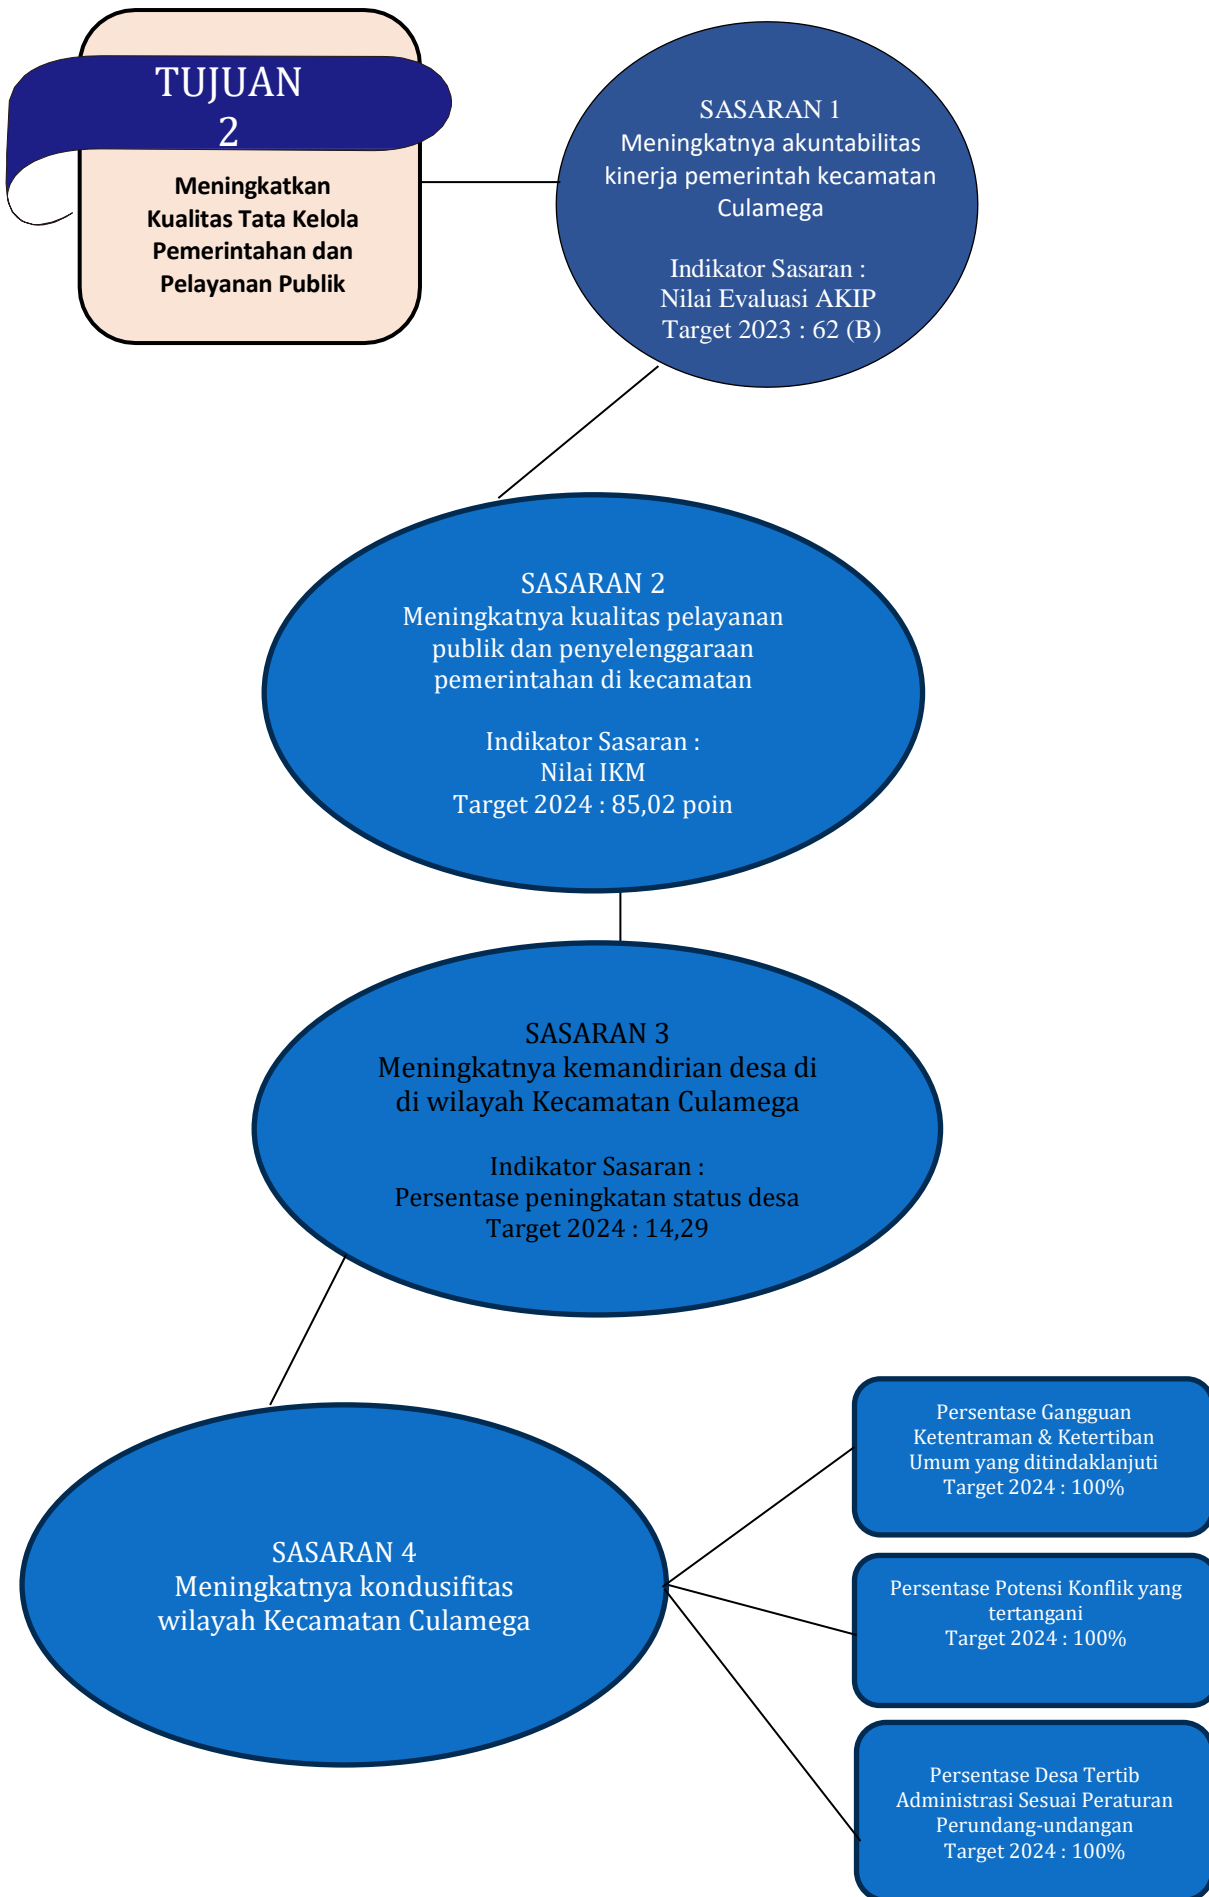 TUJUAN
2
Meningkatkan
Kualitas Tata Kelola
Pemerintahan dan
Pelayanan Publik
SASARAN 1
Meningkatnya akuntabilitas
kinerja pemerintah kecamatan
Culamega
Indikator Sasaran :
Nilai Evaluasi AKIP
Target 2023 : 62 (B)
SASARAN 2
Meningkatnya kualitas pelayanan
publik dan penyelenggaraan
pemerintahan di kecamatan
Indikator Sasaran :
Nilai IKM
Target 2024 : 85,02 poin
SASARAN 3
Meningkatnya kemandirian desa di
di wilayah Kecamatan Culamega
Indikator Sasaran :
Persentase peningkatan status desa
Target 2024 : 14,29
SASARAN 4
Meningkatnya kondusifitas
wilayah Kecamatan Culamega
Persentase Gangguan
Ketentraman & Ketertiban
Umum yang ditindaklanjuti
Target 2024 : 100%
Persentase Potensi Konflik yang
tertangani
Target 2024 : 100%
Persentase Desa Tertib
Administrasi Sesuai Peraturan
Perundang-undangan
Target 2024 : 100%